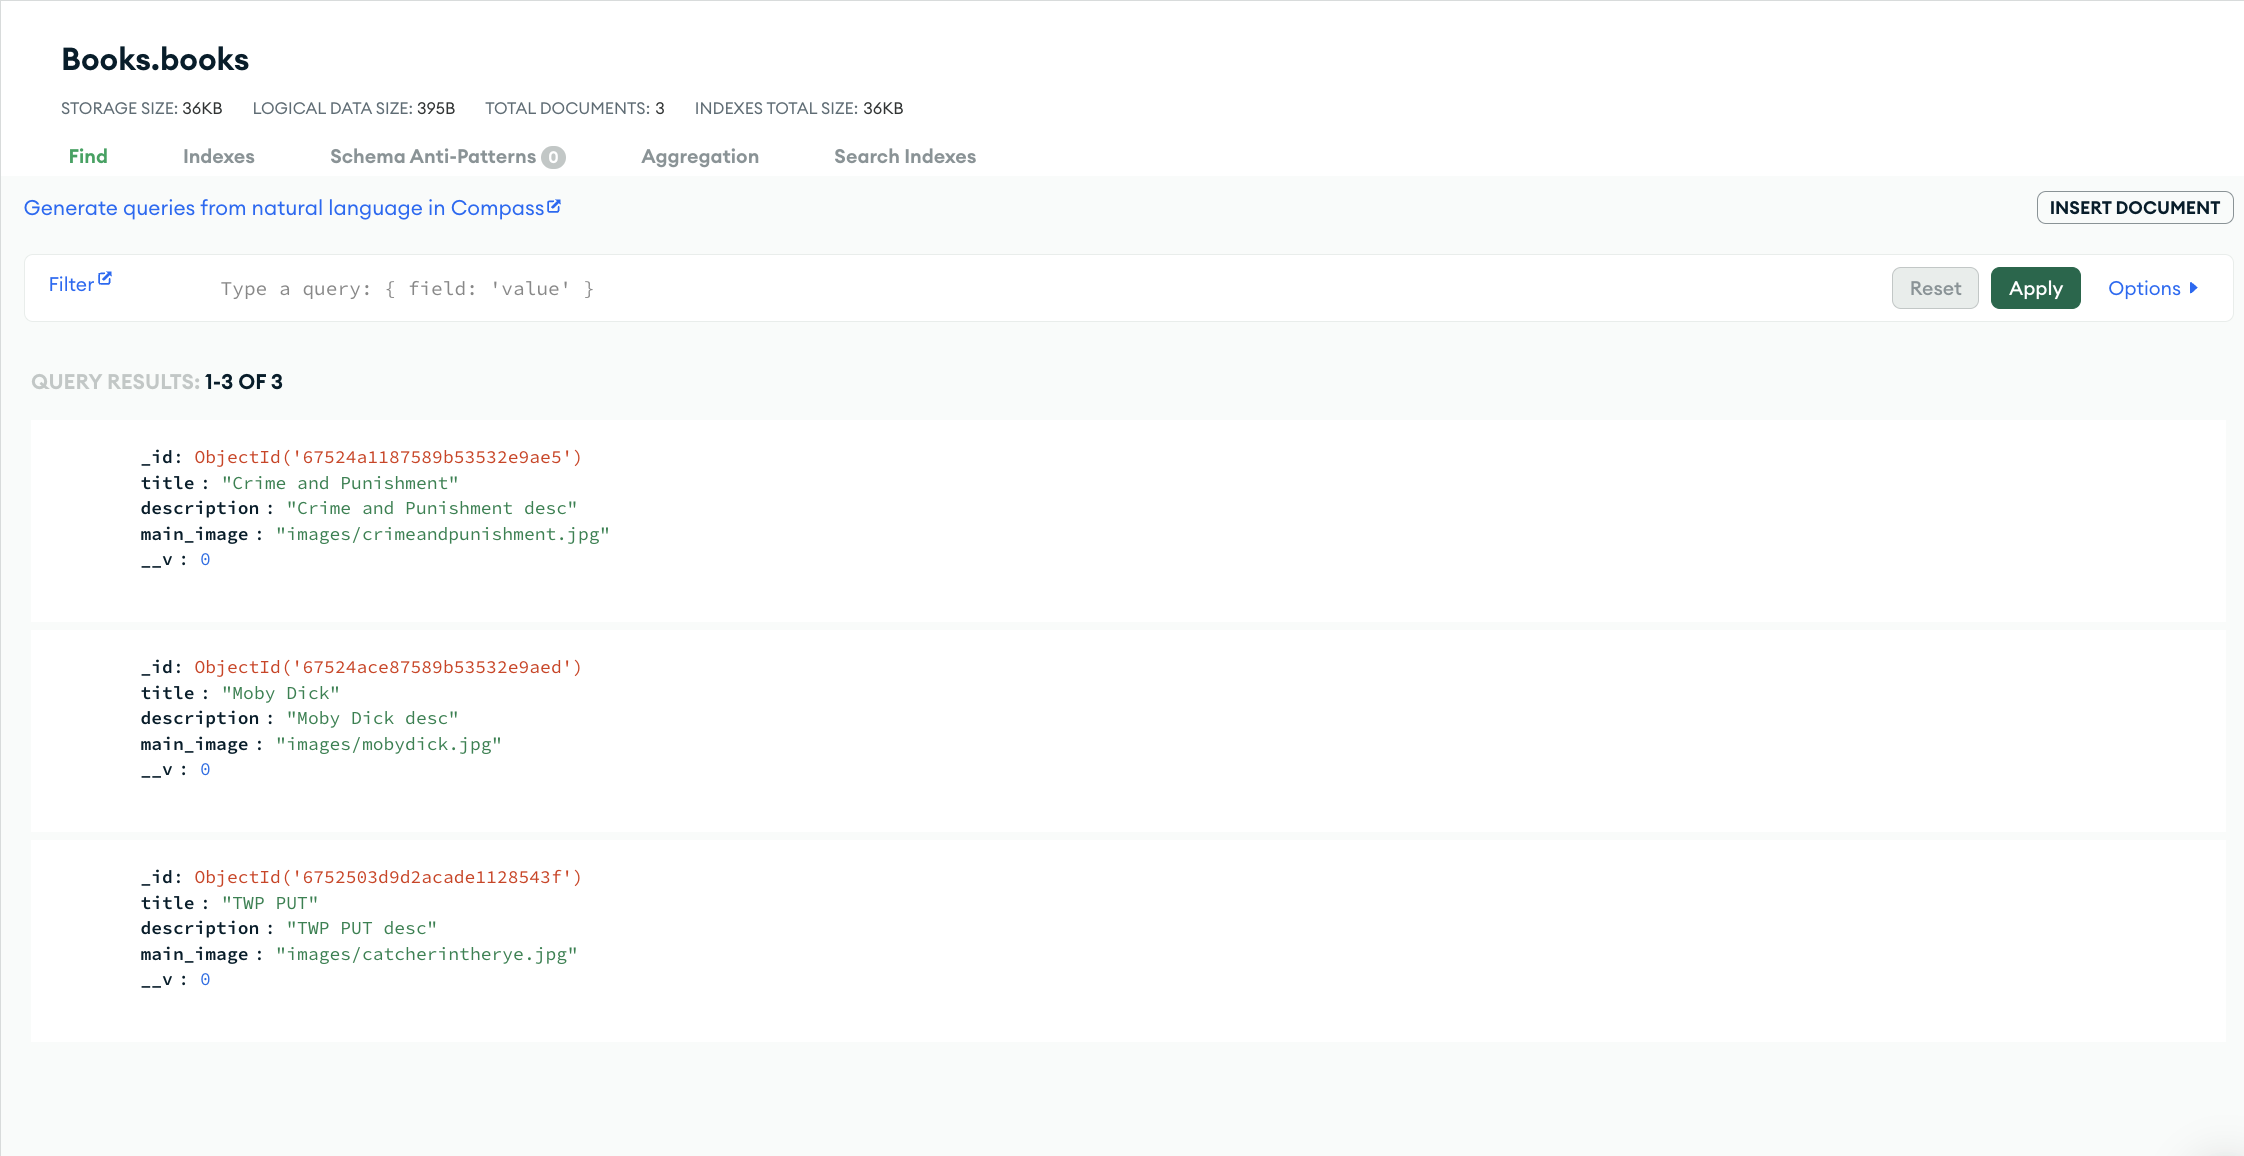 Books.books
STORAGE SIZE: 36KB LOGICAL DATA SIZE: 395B TOTAL DOCUMENTS: 3 INDEXES TOTAL SIZE: 36KB
Find Indexes Schema Anti-Patterns 0 Aggregation Search Indexes
Generate queries from natural language in Compass INSERT DOCUMENT
Filter Type a query: { field: 'value' } Reset Apply Options
QUERY RESULTS: 1-3 OF 3
_id: ObjectId('67524a1187589b53532e9ae5')
title : "Crime and Punishment"
description : "Crime and Punishment desc"
main_image : "images/crimeandpunishment.jpg"
__v : 0
_id: ObjectId('67524ace87589b53532e9aed')
title : "Moby Dick"
description : "Moby Dick desc"
main_image : "images/mobydick.jpg"
__v : 0
_id: ObjectId('6752503d9d2acade1128543f')
title : "TWP PUT"
description : "TWP PUT desc"
main_image : "images/catcherintherye.jpg"
__v : 0